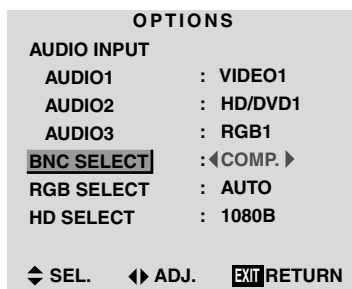 OPTIONS
AUDIO INPUT
AUDIO1 : VIDEO1
AUDIO2 : HD/DVD1
AUDIO3 : RGB1
BNC SELECT : ◀COMP.▶
RGB SELECT : AUTO
HD SELECT : 1080B
SEL. ADJ. EXIT RETURN